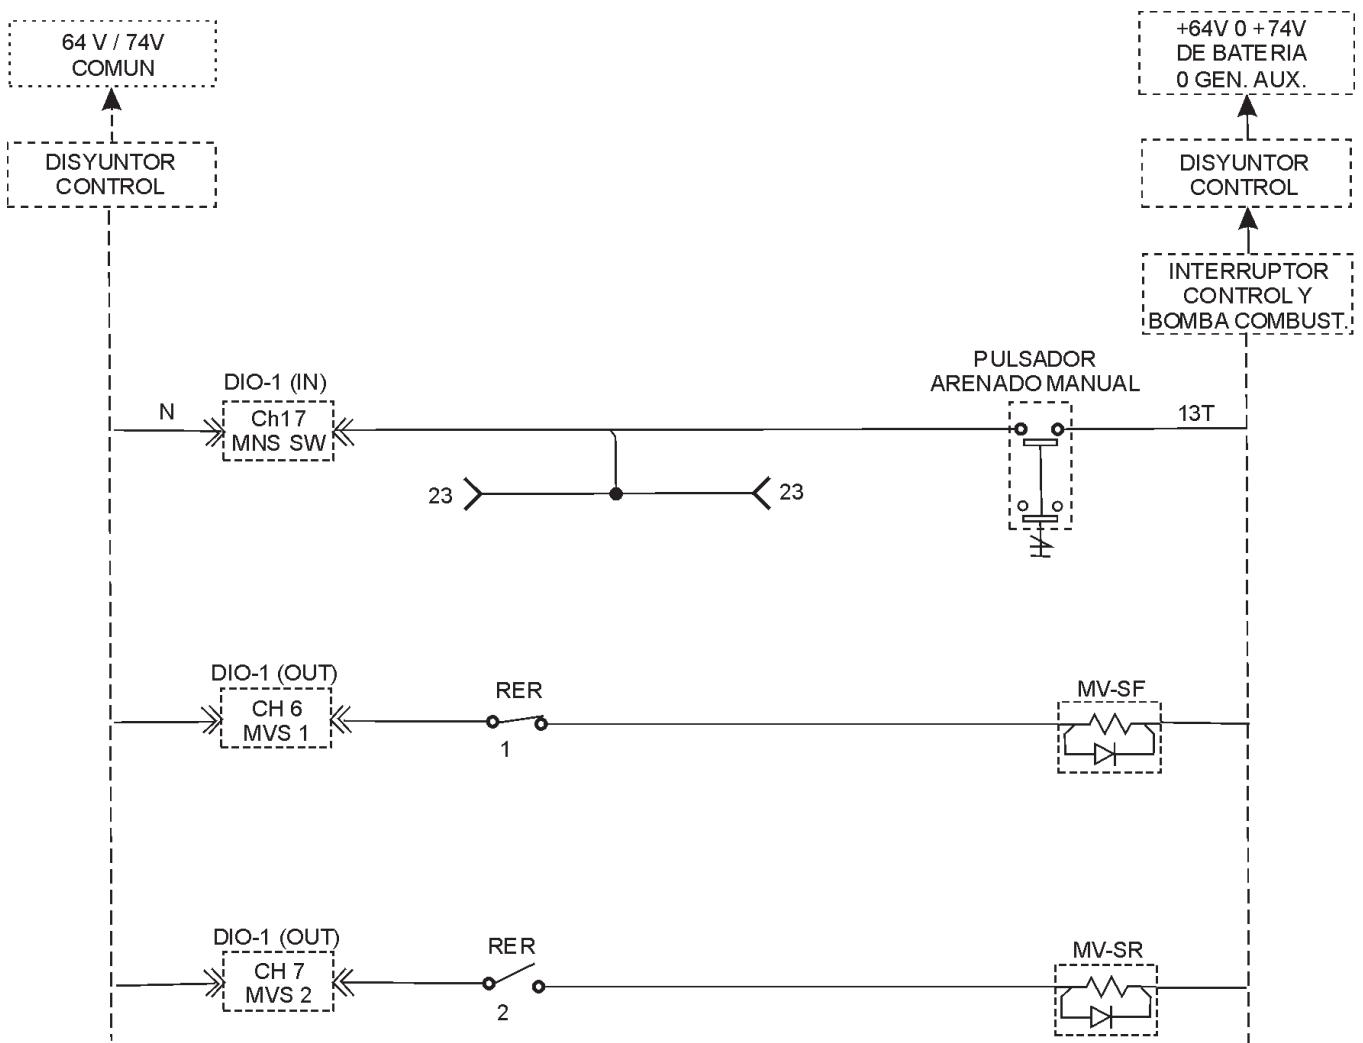 64 V / 74V
COMUN
+64V 0 +74V
DE BATERIA
0 GEN. AUX.
DISYUNTOR
CONTROL
DISYUNTOR
CONTROL
INTERRUPTOR
CONTROL Y
BOMBA COMBUST.
PULSADOR
ARENADO MANUAL
DIO-1 (IN)
N
Ch17
MNS SW
13T
23
23
DIO-1 (OUT)
CH 6
MVS 1
RER
1
MV-SF
DIO-1 (OUT)
CH 7
MVS 2
RER
2
MV-SR